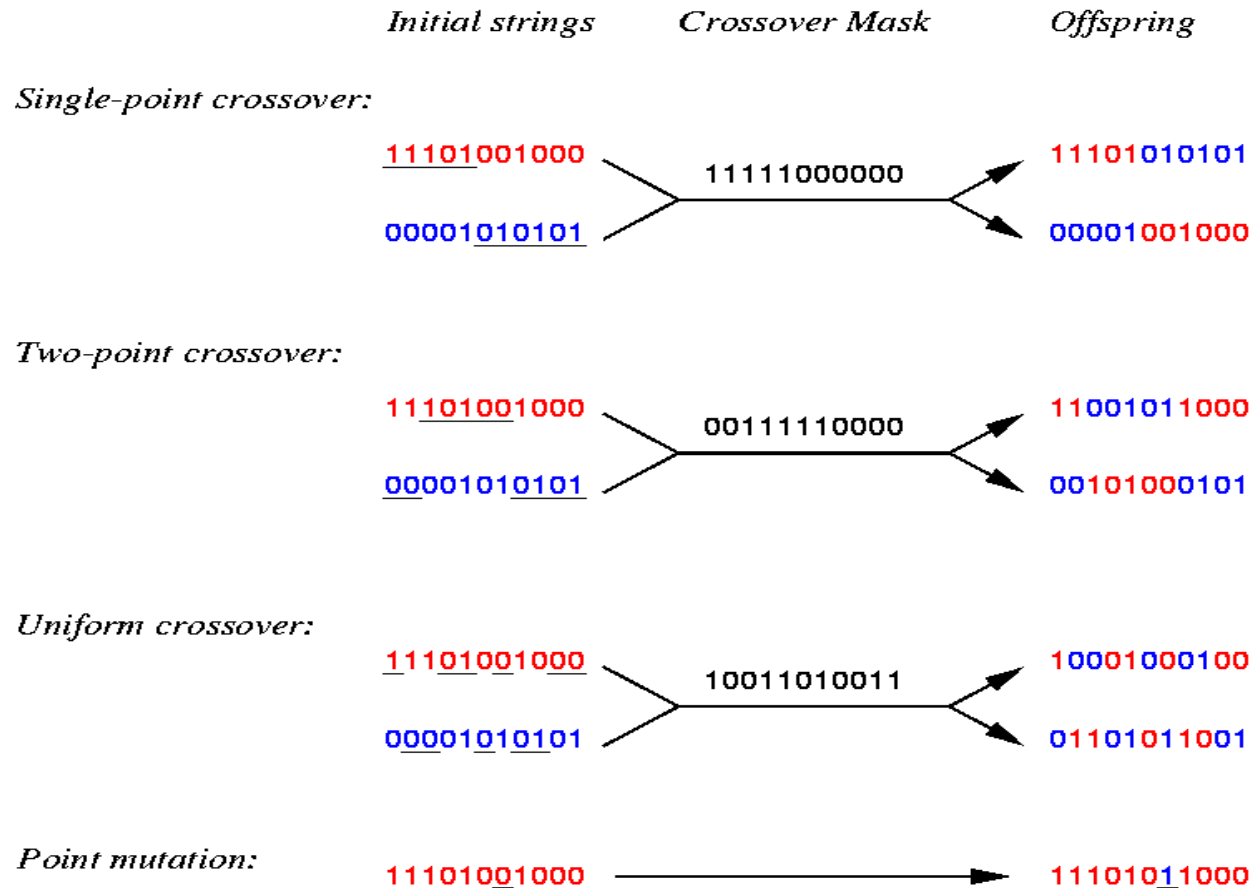 Initial strings Crossover Mask Offspring
Single-point crossover:
11101001000 11111000000 11101010101
00001010101 00001001000
Two-point crossover:
11101001000 00111110000 11001011000
00001010101 00101000101
Uniform crossover:
11101001000 10011010011 10001000100
00001010101 01101011001
Point mutation:
11101001000 11101011000